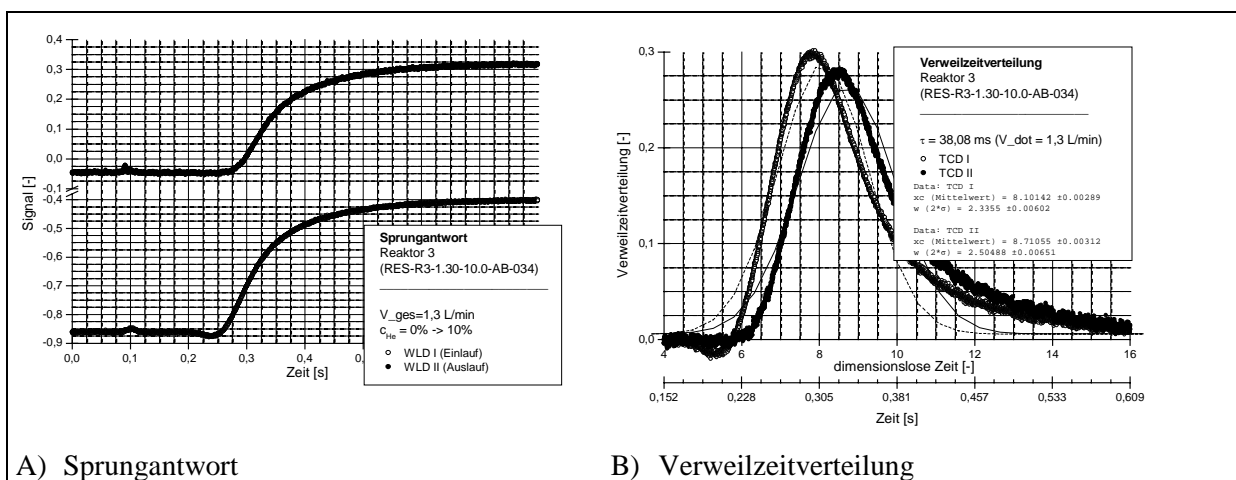 0,4
0,3
0,2
0,1
0,0
-0,1
-0,4
-0,5
-0,6
-0,7
-0,8
-0,9
Signal [-]
0,0 0,1 0,2 0,3 0,4
Zeit [s]
Sprungantwort
Reaktor 3
(RES-R3-1.30-10.0-AB-034)
V_ges=1,3 L/min
c_He = 0% -> 10%
WLD I (Einlauf)
WLD II (Auslauf)
A) Sprungantwort
0,3
0,2
0,1
0,0
Verweilzeitverteilung [-]
Verweilzeitverteilung
Reaktor 3
(RES-R3-1.30-10.0-AB-034)
τ = 38,08 ms (V_dot = 1,3 L/min)
TCD I
TCD II
Data: TCD I
xc (Mittelwert) = 8.10142 ±0.00289
w (2*σ) = 2.3355 ±0.00602
Data: TCD II
xc (Mittelwert) = 8.71055 ±0.00312
w (2*σ) = 2.50488 ±0.00651
4 6 8 10 12 14 16
dimensionslose Zeit [-]
0,152 0,228 0,305 0,381 0,457 0,533 0,609
Zeit [s]
B) Verweilzeitverteilung